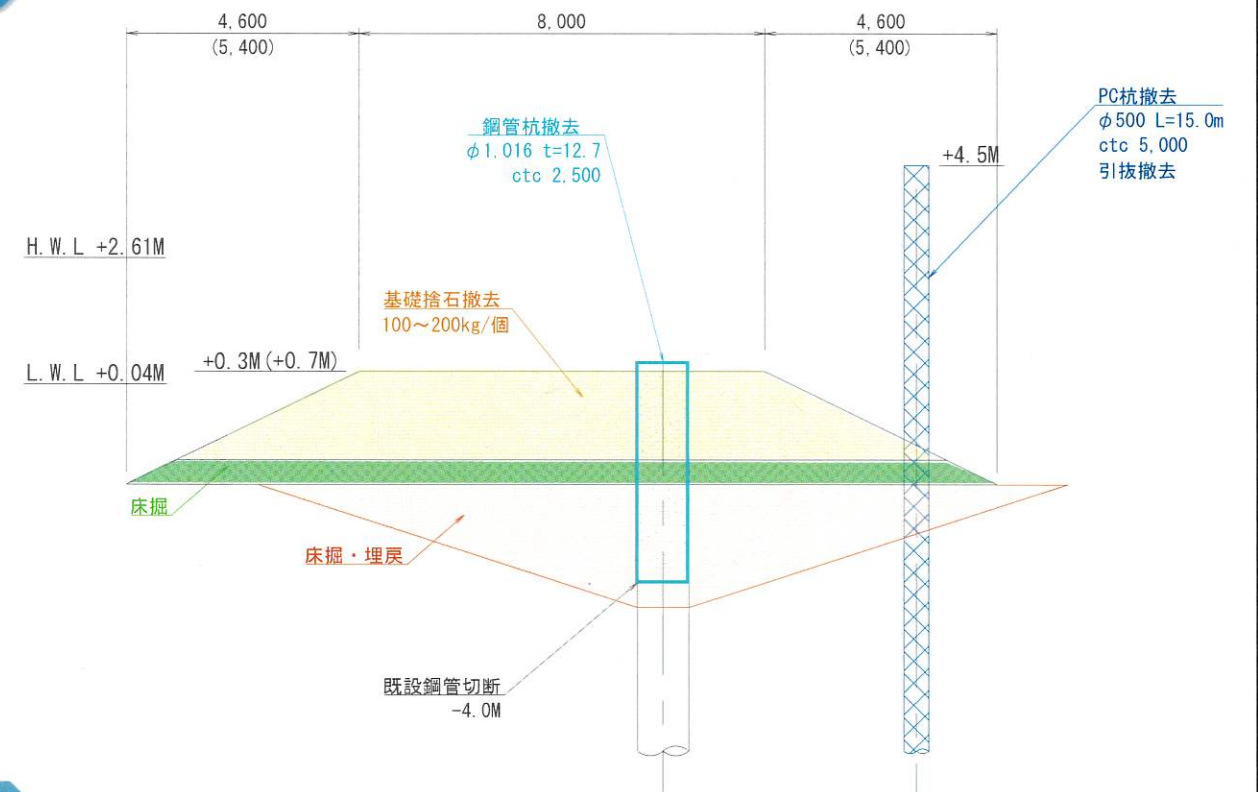 4,600
8,000
4,600
(5,400)
(5,400)
PC杭撤去
φ500 L=15.0m
ctc 5,000
引抜撤去
鋼管杭撤去
φ1,016 t=12.7
ctc 2.500
+4.5M
H.W.L +2.61M
基礎捨石撤去
100～200kg/個
+0.3M(+0.7M)
L.W.L +0.04M
床掘
床掘・埋戻
既設鋼管切断
-4.0M